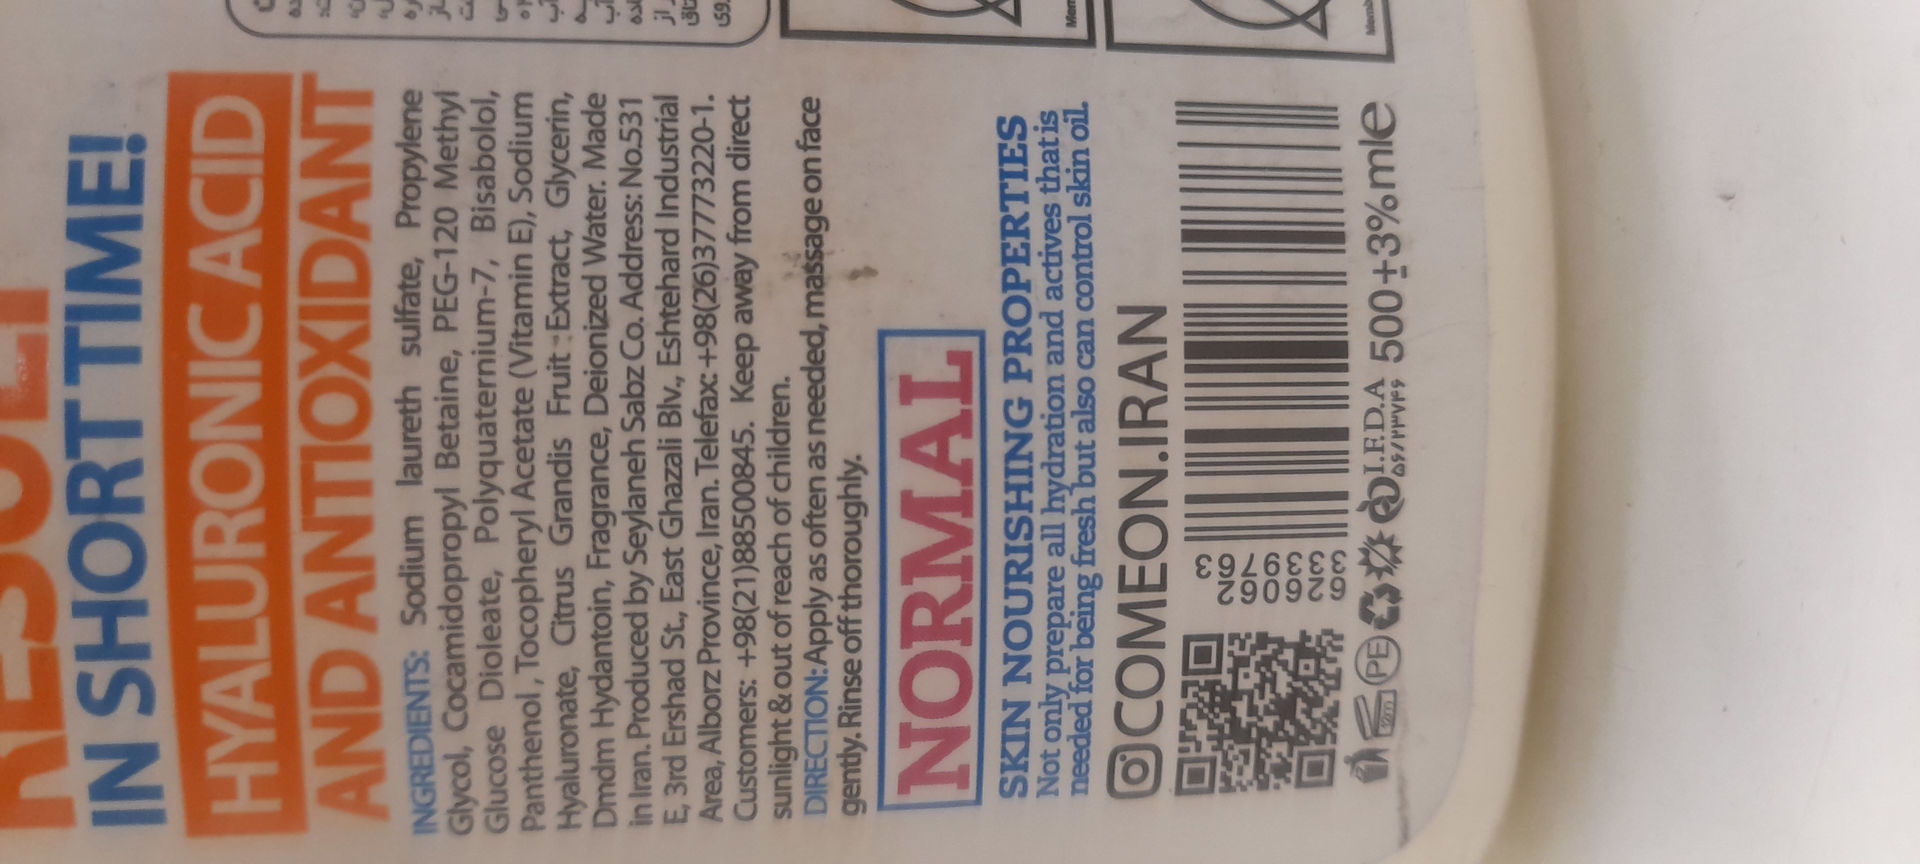 IN SHORT TIME!
HYALURONIC ACID
AND ANTIOXIDANT
INGREDIENTS: Sodium laureth sulfate, Propylene
Glycol, Cocamidopropyl Betaine, PEG-120 Methyl
Glucose Dioleate, Polyquaternium-7, Bisabolol,
Panthenol, Tocopheryl Acetate (Vitamin E), Sodium
Hyaluronate, Citrus Grandis Fruit Extract, Glycerin,
Dmdm Hydantoin, Fragrance, Deionized Water. Made
in Iran. Produced by Seylaneh Sabz Co. Address: No.531
E, 3rd Ershad St., East Ghazali Blv., Eshtehard Industrial
Area, Alborz Province, Iran. Telefax: +98(26)37773220-1.
Customers: +98(21)88500845. Keep away from direct
sunlight & out of reach of children.
DIRECTION: Apply as often as needed, massage on face
gently. Rinse off thoroughly.
NORMAL
SKIN NOURISHING PROPERTIES
Not only prepare all hydration and actives that is
needed for being fresh but also can control skin oil.
COMEON.IRAN
6260623339763
PE
I.F.D.A 500±3%mle